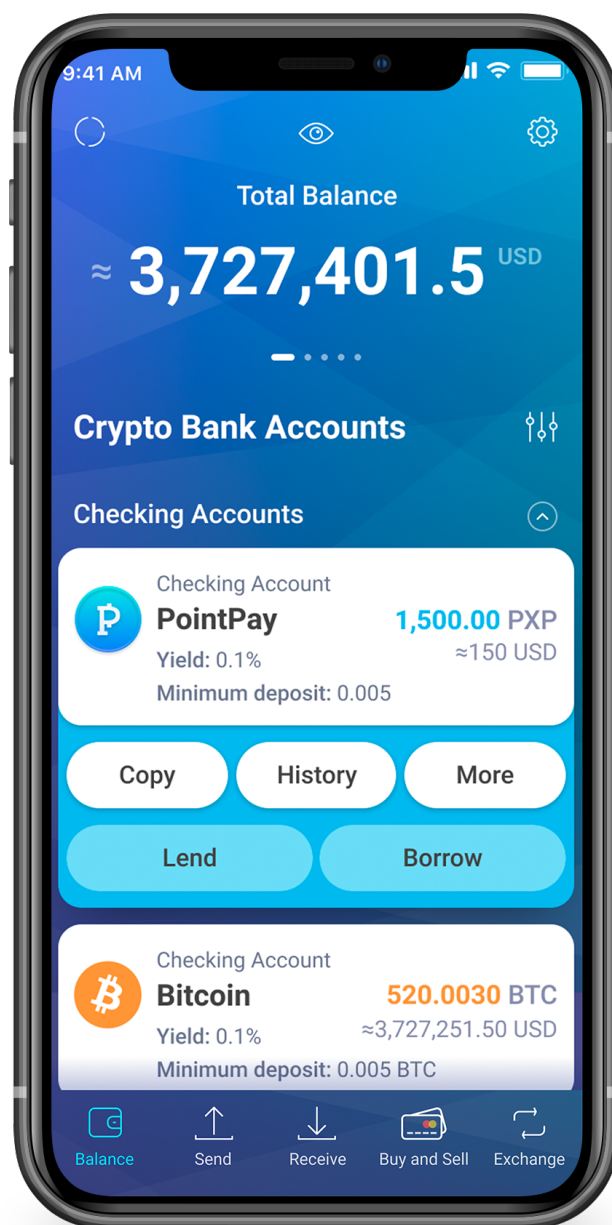 9:41 AM
Total Balance
≈ 3,727,401.5 USD
Crypto Bank Accounts
Checking Accounts
Checking Account
PointPay
1,500.00 PXP
Yield: 0.1%
≈150 USD
Minimum deposit: 0.005
Copy
History
More
Lend
Borrow
Checking Account
Bitcoin
520.0030 BTC
Yield: 0.1%
≈3,727,251.50 USD
Minimum deposit: 0.005 BTC
Balance
Send
Receive
Buy and Sell
Exchange